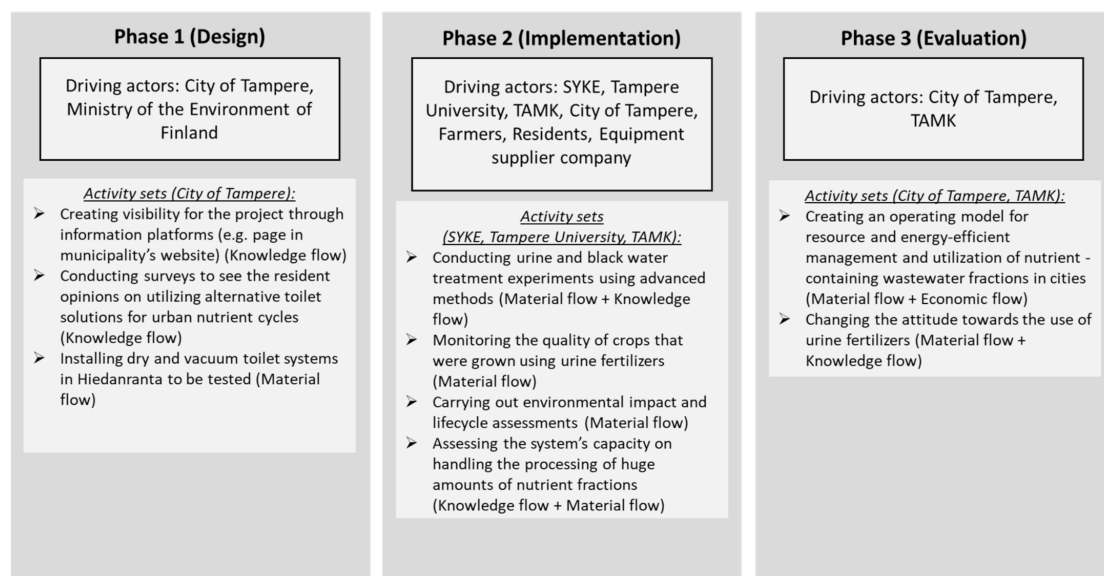 Phase 1 (Design)
Driving actors: City of Tampere,
Ministry of the Environment of
Finland
Activity sets (City of Tampere):
➢ Creating visibility for the project through
information platforms (e.g. page in
municipality's website) (Knowledge flow)
➢ Conducting surveys to see the resident
opinions on utilizing alternative toilet
solutions for urban nutrient cycles
(Knowledge flow)
➢ Installing dry and vacuum toilet systems
in Hiedanranta to be tested (Material
flow)
Phase 2 (Implementation)
Driving actors: SYKE, Tampere
University, TAMK, City of Tampere,
Farmers, Residents, Equipment
supplier company
Activity sets
(SYKE, Tampere University, TAMK):
➢ Conducting urine and black water
treatment experiments using advanced
methods (Material flow + Knowledge
flow)
➢ Monitoring the quality of crops that
were grown using urine fertilizers
(Material flow)
➢ Carrying out environmental impact and
lifecycle assessments (Material flow)
➢ Assessing the system's capacity on
handling the processing of huge
amounts of nutrient fractions
(Knowledge flow + Material flow)
Phase 3 (Evaluation)
Driving actors: City of Tampere,
TAMK
Activity sets (City of Tampere, TAMK):
➢ Creating an operating model for
resource and energy-efficient
management and utilization of nutrient -
containing wastewater fractions in cities
(Material flow + Economic flow)
➢ Changing the attitude towards the use of
urine fertilizers (Material flow +
Knowledge flow)